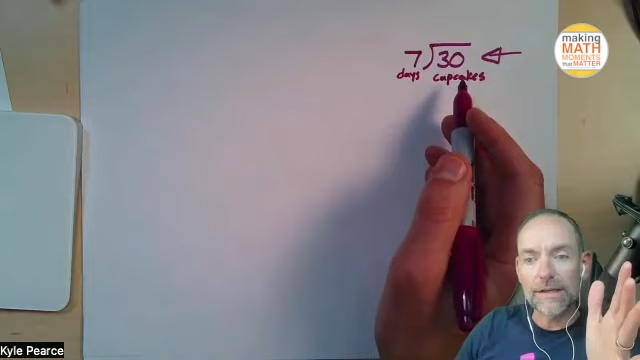 making
MATH
MOMENTS
that MATTER
7 30
days cupcakes
Kyle Pearce